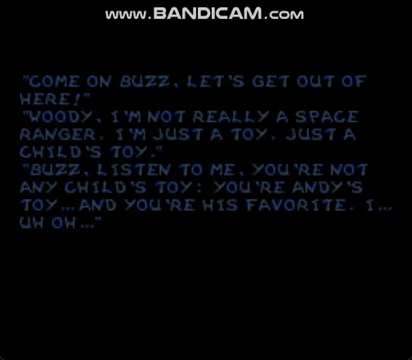 www.BANDICAM.com
"COME ON BUZZ, LET'S GET OUT OF
HERE!"
"WOODY, I'M NOT REALLY A SPACE
RANGER. I'M JUST A TOY. JUST A
CHILD'S TOY."
"BUZZ, LISTEN TO ME, YOU'RE NOT
ANY CHILD'S TOY: YOU'RE ANDY'S
TOY...AND YOU'RE HIS FAVORITE. I...
UH OH..."